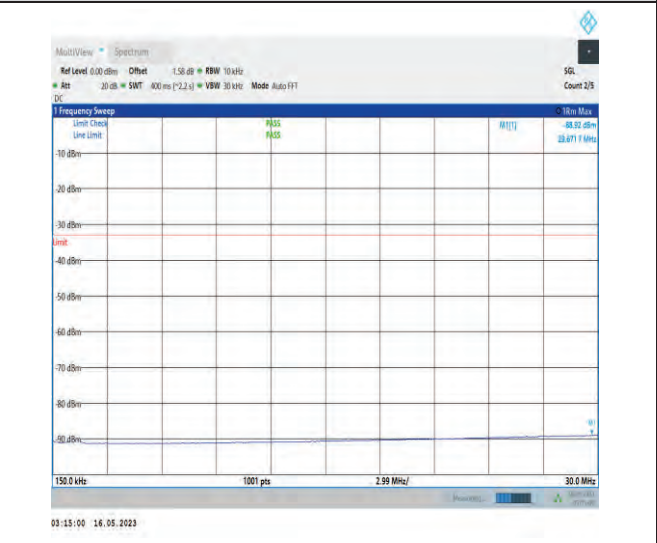 MultiView Spectrum
Ref Level 0.00 dBm Offset 1.58 dB RBW 10 kHz SGL
Att 20 dB SWT 400 ms (~2.2 s) VBW 30 kHz Mode Auto FFT Count 2/5
DC
1 Frequency Sweep 1Rm Max
Limit Check PASS M1[1] -88.92 dBm
Line Limit PASS
-10 dBm
-20 dBm
-30 dBm
Limit
-40 dBm
-50 dBm
-60 dBm
-70 dBm
-80 dBm
M1
-90 dBm
150.0 kHz 1001 pts 2.99 MHz/ 30.0 MHz
03:15:00 16.05.2023